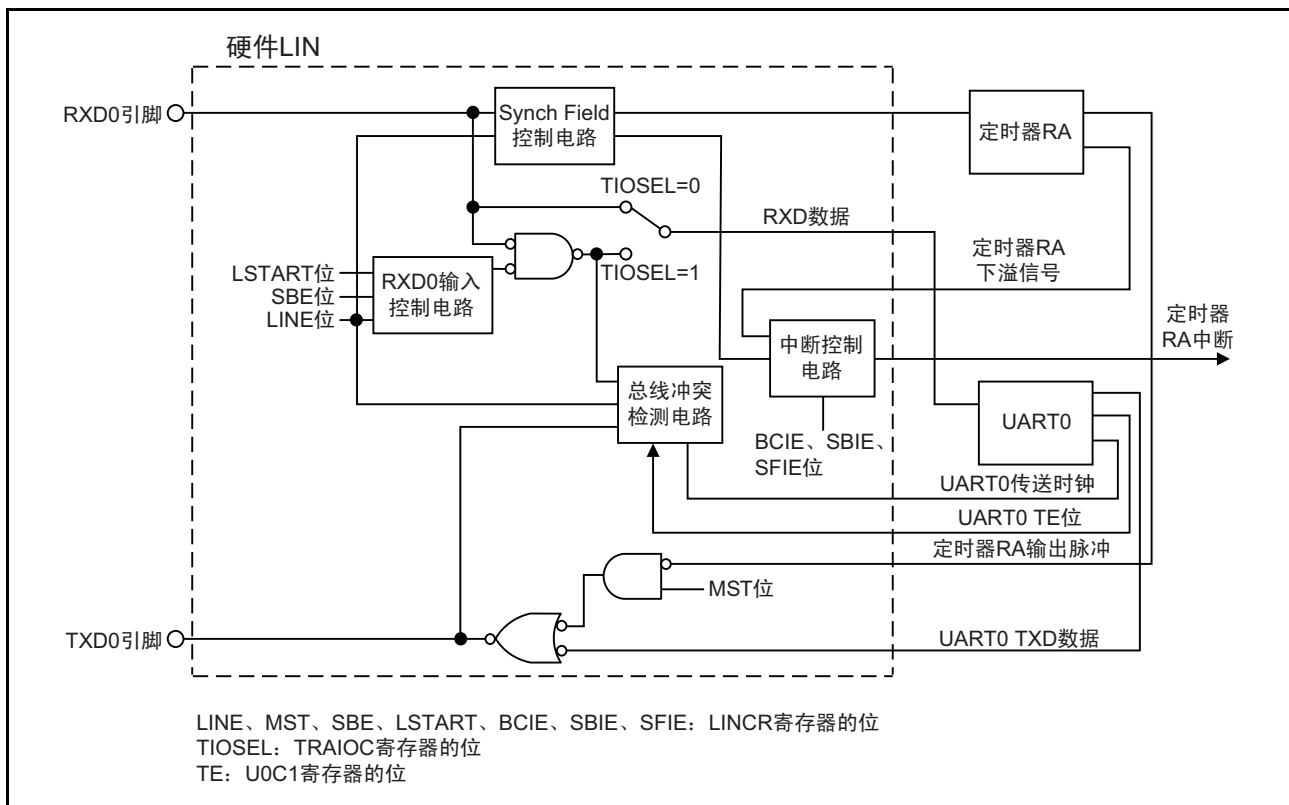 硬件LIN
RXD0引脚
Synch Field
控制电路
定时器RA
TIOSEL=0
RXD数据
定时器RA
下溢信号
TIOSEL=1
LSTART位
SBE位
LINE位
RXD0输入
控制电路
中断控制
电路
定时器
RA中断
总线冲突
检测电路
BCIE、SBIE、
SFIE位
UART0
UART0传送时钟
UART0 TE位
定时器RA输出脉冲
MST位
TXD0引脚
UART0 TXD数据
LINE、MST、SBE、LSTART、BCIE、SBIE、SFIE：LINCR寄存器的位
TIOSEL：TRAIOC寄存器的位
TE：U0C1寄存器的位